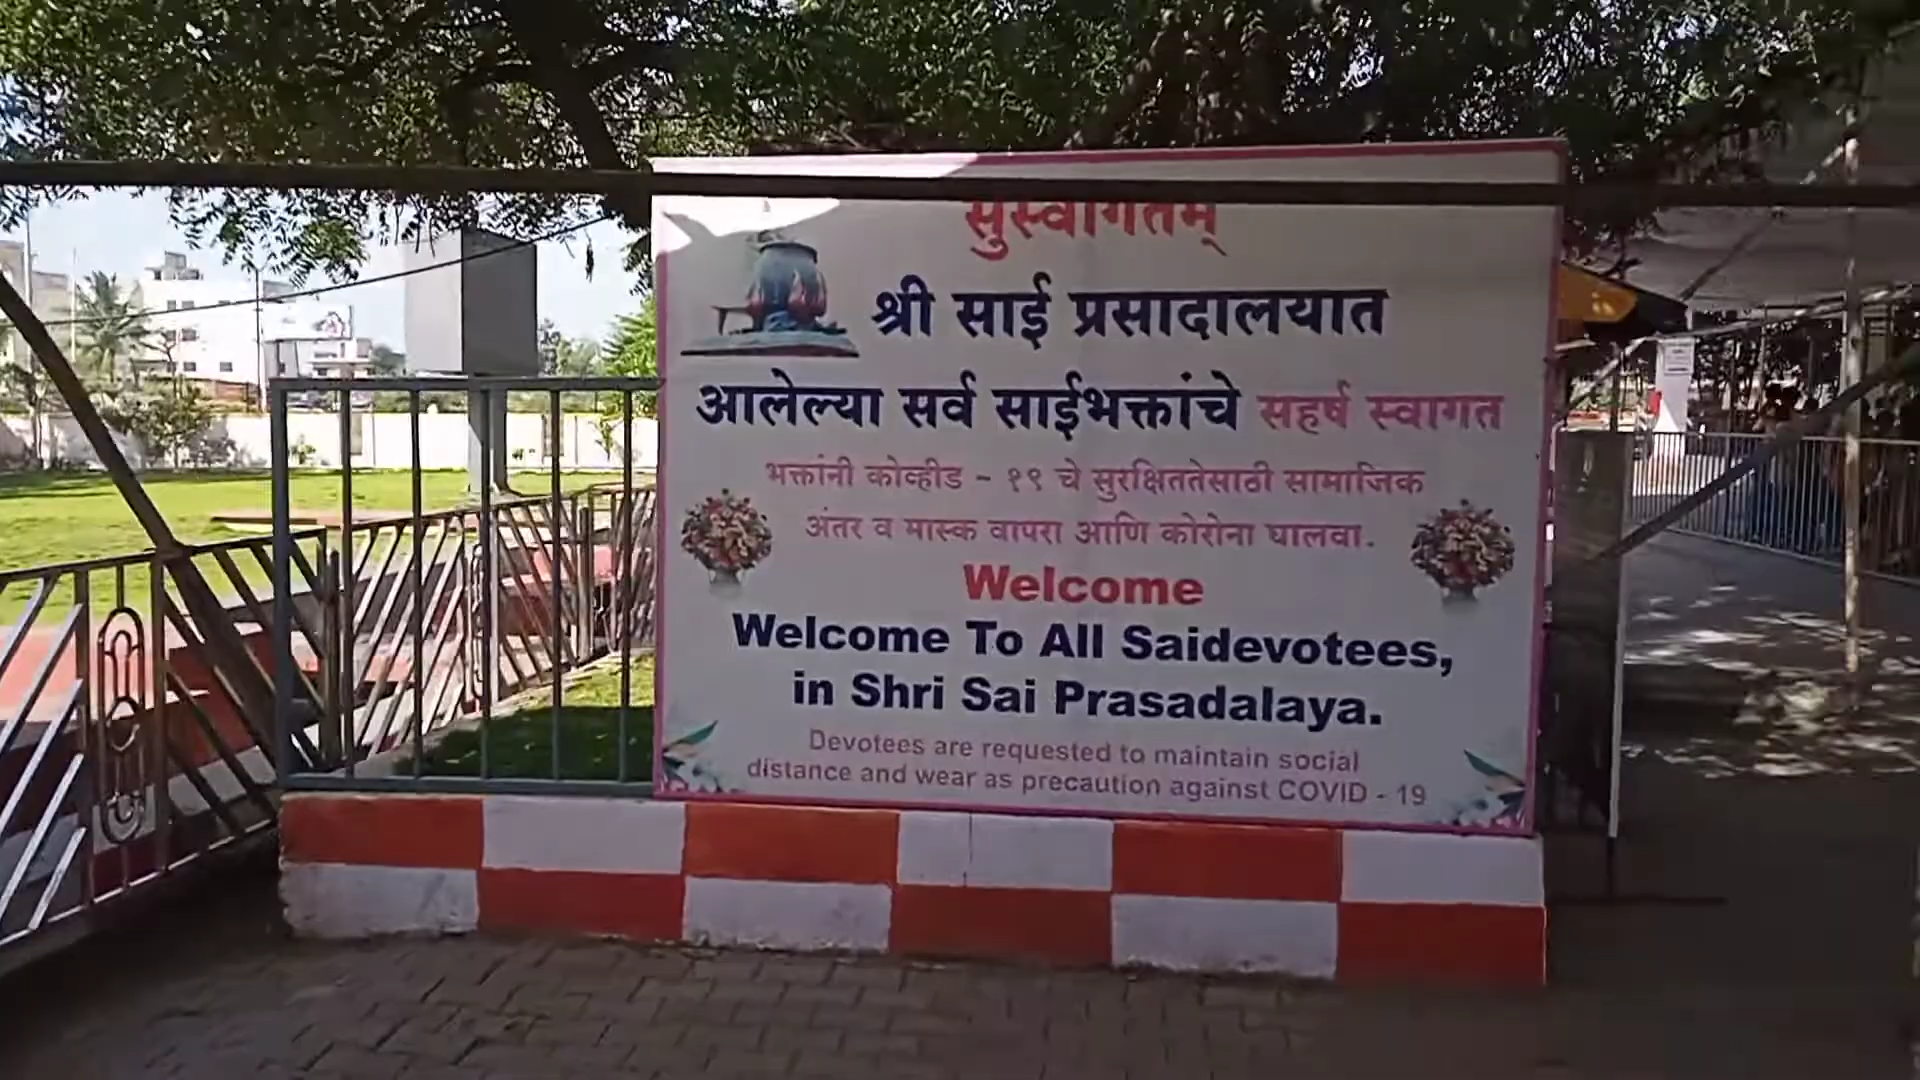 सुस्वागतम्
श्री साई प्रसादालयात
आलेल्या सर्व साईभक्तांचे सहर्ष स्वागत
भक्तांनी कोव्हीड - १९ चे सुरक्षिततेसाठी सामाजिक
अंतर व मास्क वापरा आणि कोरोना घालवा.
Welcome
Welcome To All Saidevotees,
in Shri Sai Prasadalaya.
Devotees are requested to maintain social
distance and wear as precaution against COVID - 19